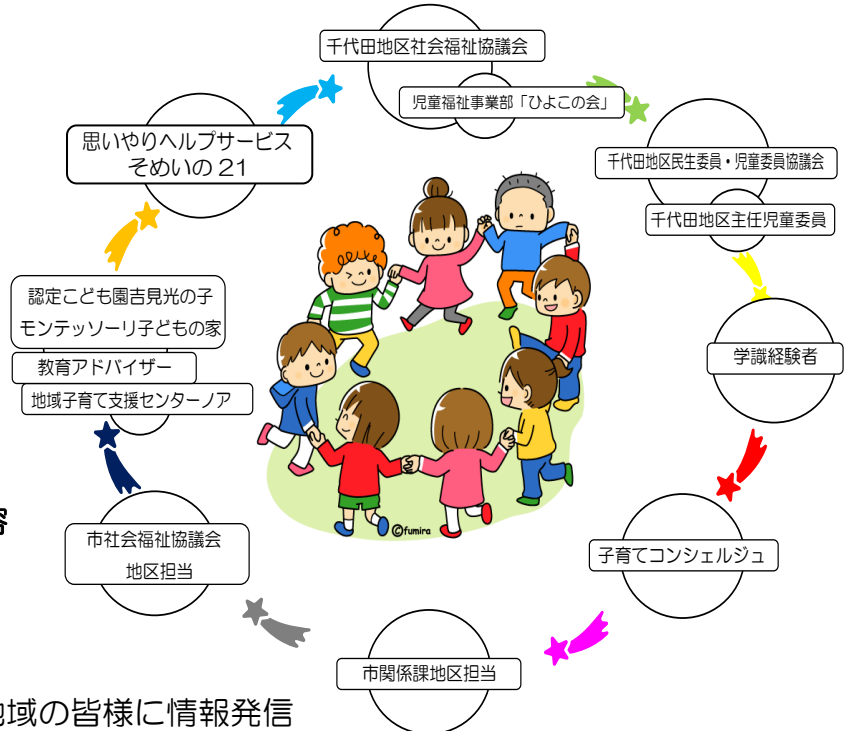 千代田地区社会福祉協議会
児童福祉事業部「ひよこの会」
千代田地区民生委員・児童委員協議会
千代田地区主任児童委員
学識経験者
子育てコンシェルジュ
市関係課地区担当
市社会福祉協議会
地区担当
認定こども園吉見光の子
モンテッソーリ子どもの家
教育アドバイザー
地域子育て支援センターノア
思いやりヘルプサービス
そめいの 21
©fumira
域の皆様に情報発信